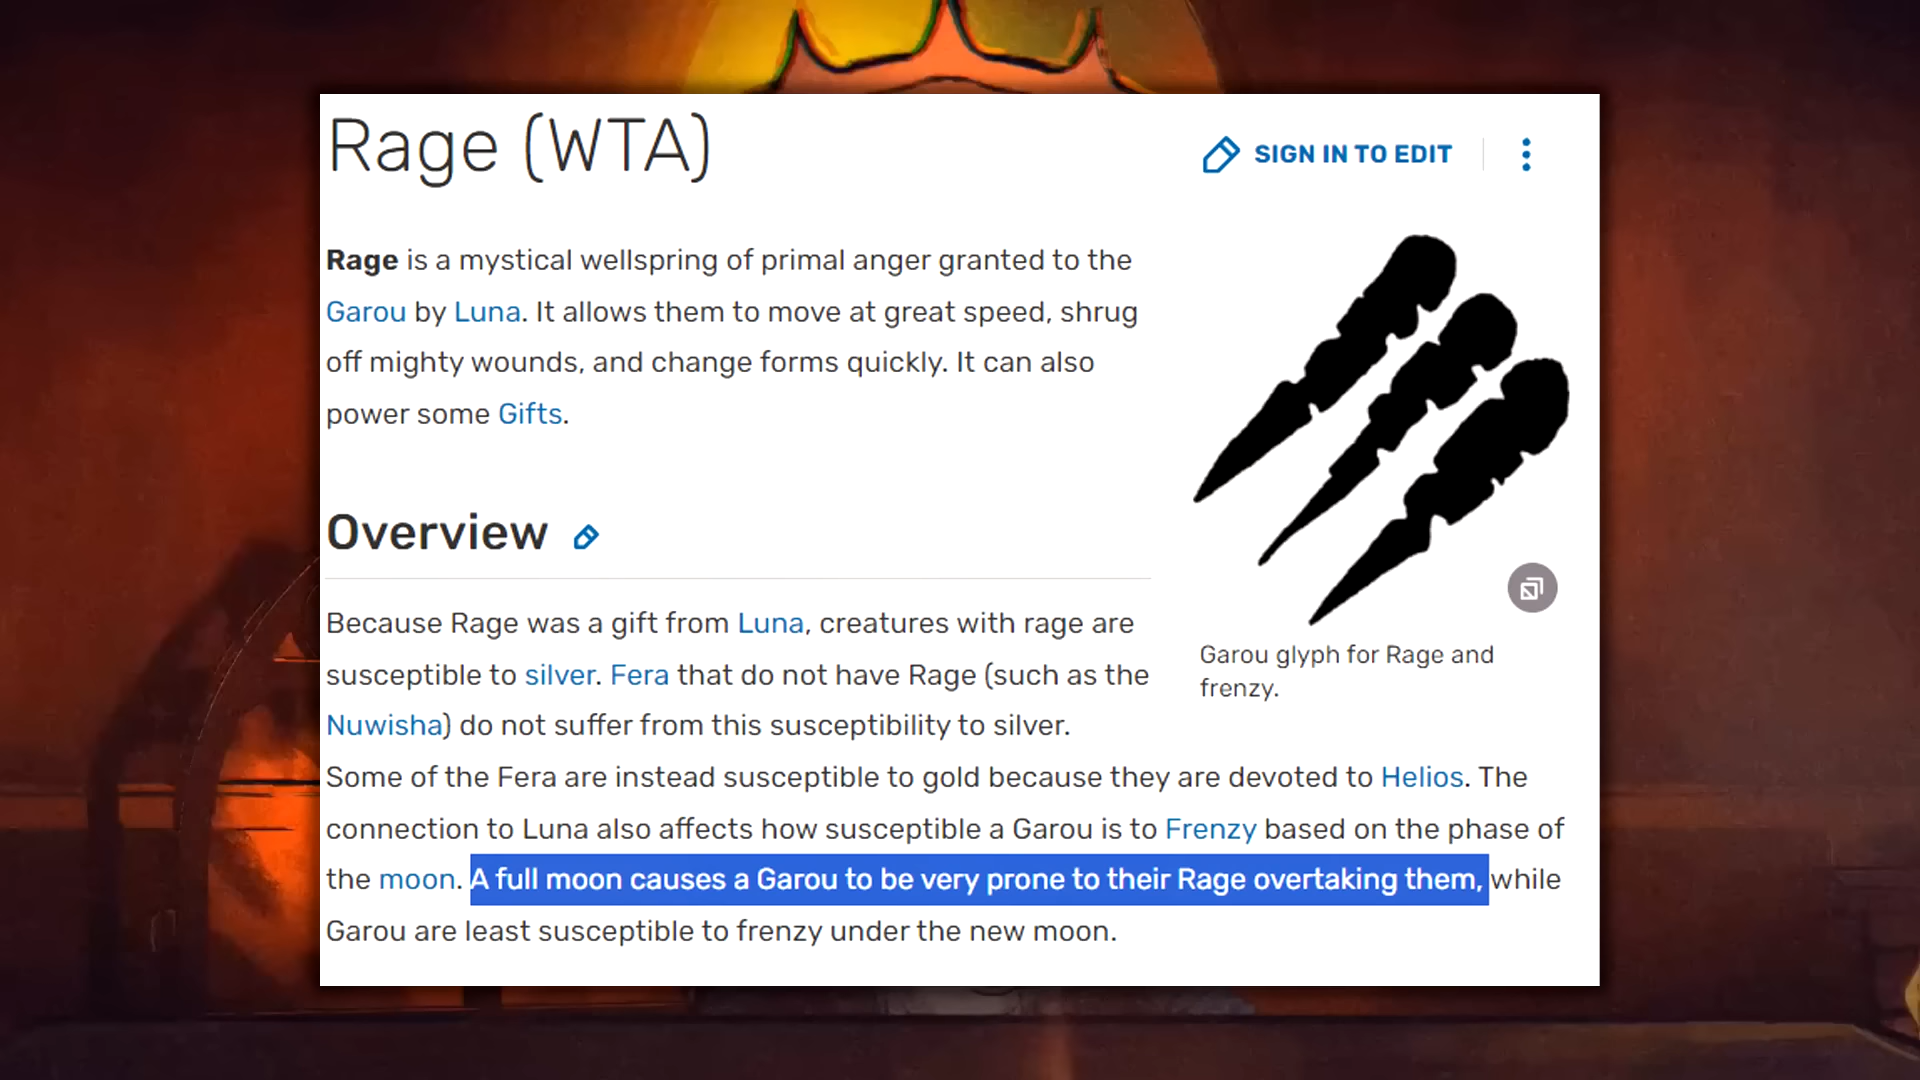 Rage (WTA)
SIGN IN TO EDIT
Rage is a mystical wellspring of primal anger granted to the
Garou by Luna. It allows them to move at great speed, shrug
off mighty wounds, and change forms quickly. It can also
power some Gifts.
Overview
Because Rage was a gift from Luna, creatures with rage are
susceptible to silver. Fera that do not have Rage (such as the
Nuwisha) do not suffer from this susceptibility to silver.
Garou glyph for Rage and
frenzy.
Some of the Fera are instead susceptible to gold because they are devoted to Helios. The
connection to Luna also affects how susceptible a Garou is to Frenzy based on the phase of
the moon. A full moon causes a Garou to be very prone to their Rage overtaking them, while
Garou are least susceptible to frenzy under the new moon.